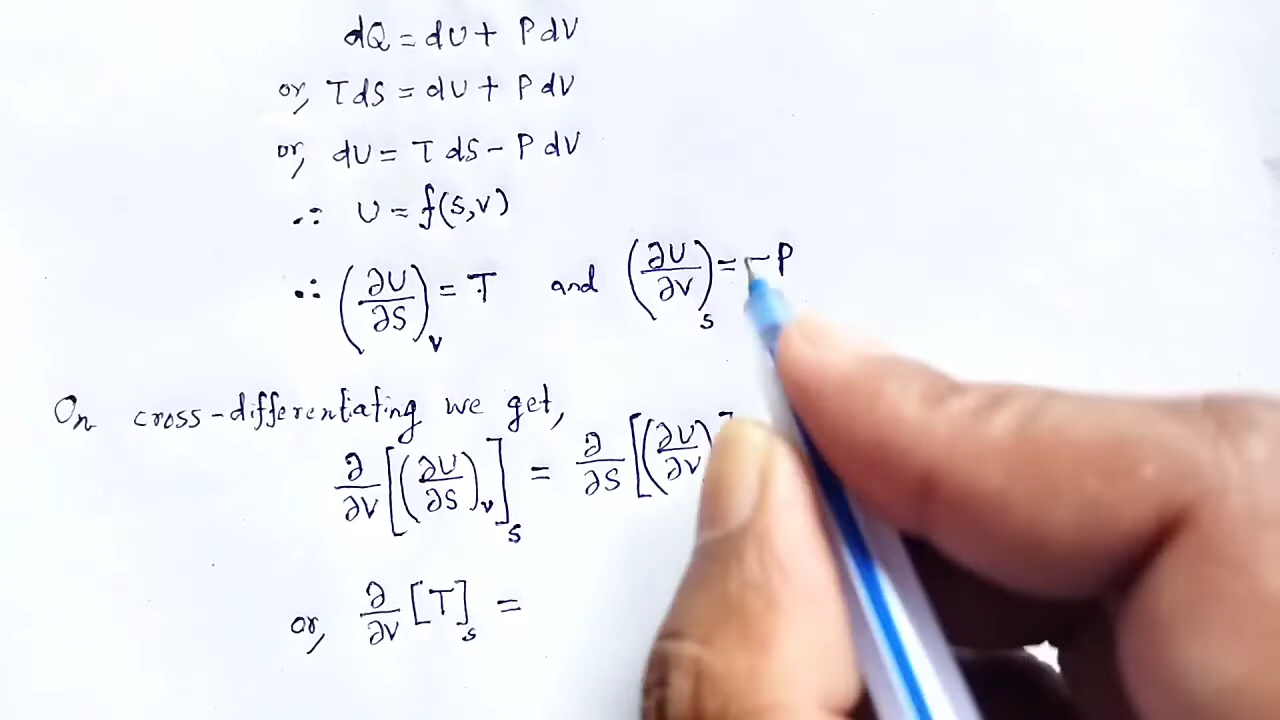 dQ = dU + PdV
or, TdS = dU + PdV
or, dU = TdS - PdV
∴ U = f(S,V)
∴ (∂U/∂S)_V = T and (∂U/∂V)_S = -P
On cross-differentiating we get,
∂/∂V [(∂U/∂S)_V]_S = ∂/∂S [(∂U/∂V)
or, ∂/∂V [T]_S =